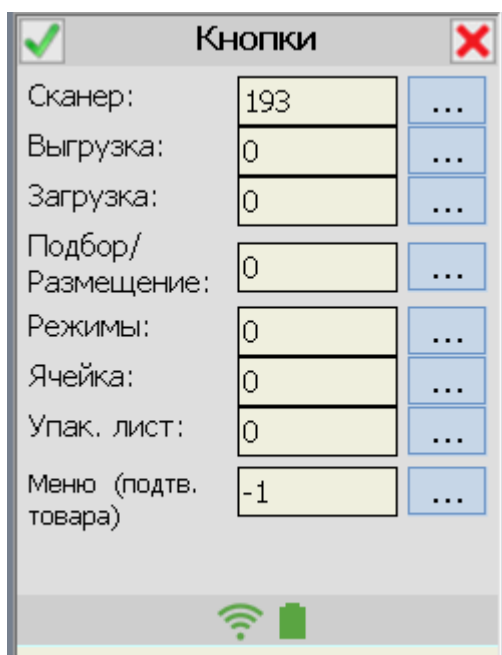 Кнопки
Сканер: 193 ...
Выгрузка: 0 ...
Загрузка: 0 ...
Подбор/
Размещение: 0 ...
Режимы: 0 ...
Ячейка: 0 ...
Упак. лист: 0 ...
Меню (подтв.
товара) -1 ...